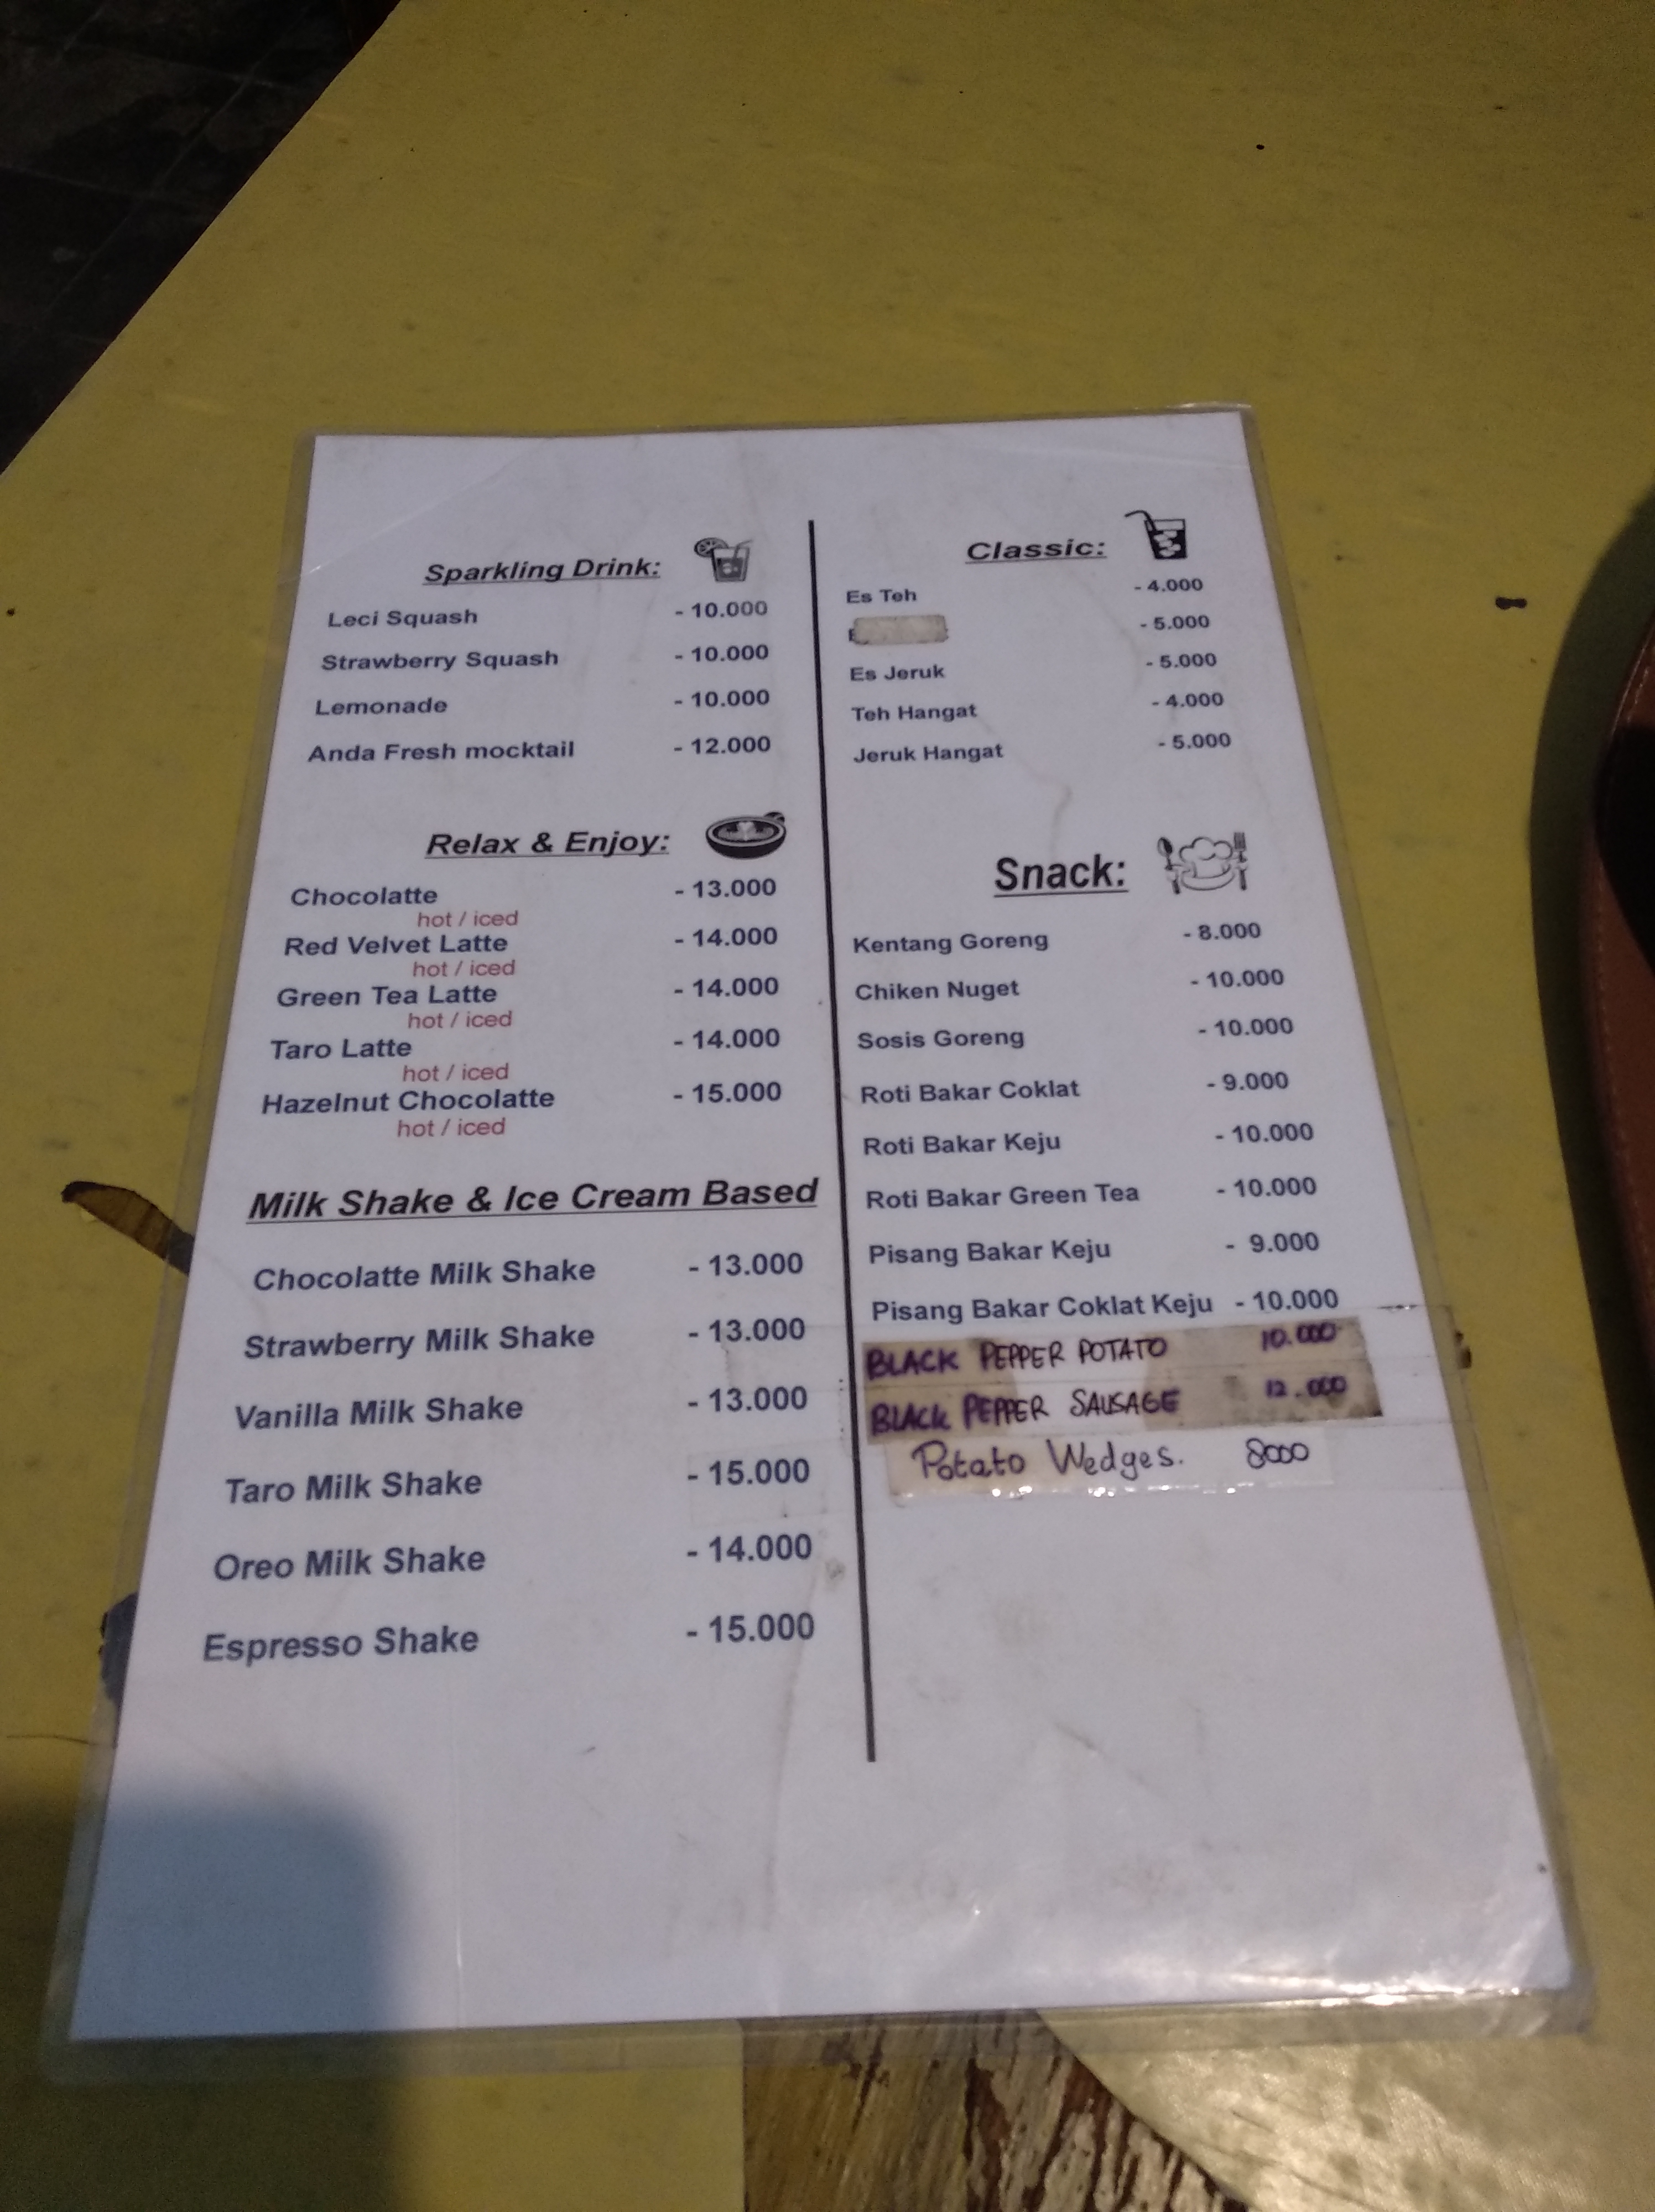 Sparkling Drink:
Leci Squash - 10.000
Strawberry Squash - 10.000
Lemonade - 10.000
Anda Fresh mocktail - 12.000
Relax & Enjoy:
Chocolatte - 13.000
hot / iced
Red Velvet Latte - 14.000
hot / iced
Green Tea Latte - 14.000
hot / iced
Taro Latte - 14.000
hot / iced
Hazelnut Chocolatte - 15.000
hot / iced
Milk Shake & Ice Cream Based
Chocolatte Milk Shake - 13.000
Strawberry Milk Shake - 13.000
Vanilla Milk Shake - 13.000
Taro Milk Shake - 15.000
Oreo Milk Shake - 14.000
Espresso Shake - 15.000
Classic:
Es Teh - 4.000
- 5.000
Es Jeruk - 5.000
Teh Hangat - 4.000
Jeruk Hangat - 5.000
Snack:
Kentang Goreng - 8.000
Chiken Nuget - 10.000
Sosis Goreng - 10.000
Roti Bakar Coklat - 9.000
Roti Bakar Keju - 10.000
Roti Bakar Green Tea - 10.000
Pisang Bakar Keju - 9.000
Pisang Bakar Coklat Keju - 10.000
BLACK PEPPER POTATO 10.000
BLACK PEPPER SAUSAGE 12.000
Potato Wedges. 8000